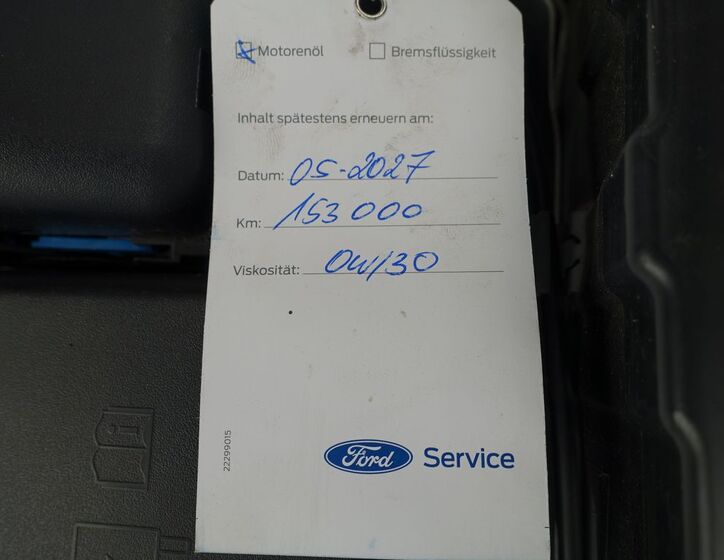 Motorenöl Bremsflüssigkeit
Inhalt spätestens erneuern am:
Datum: 05-2027
Km: 153 000
Viskosität: 0W/30
22299015
Ford Service